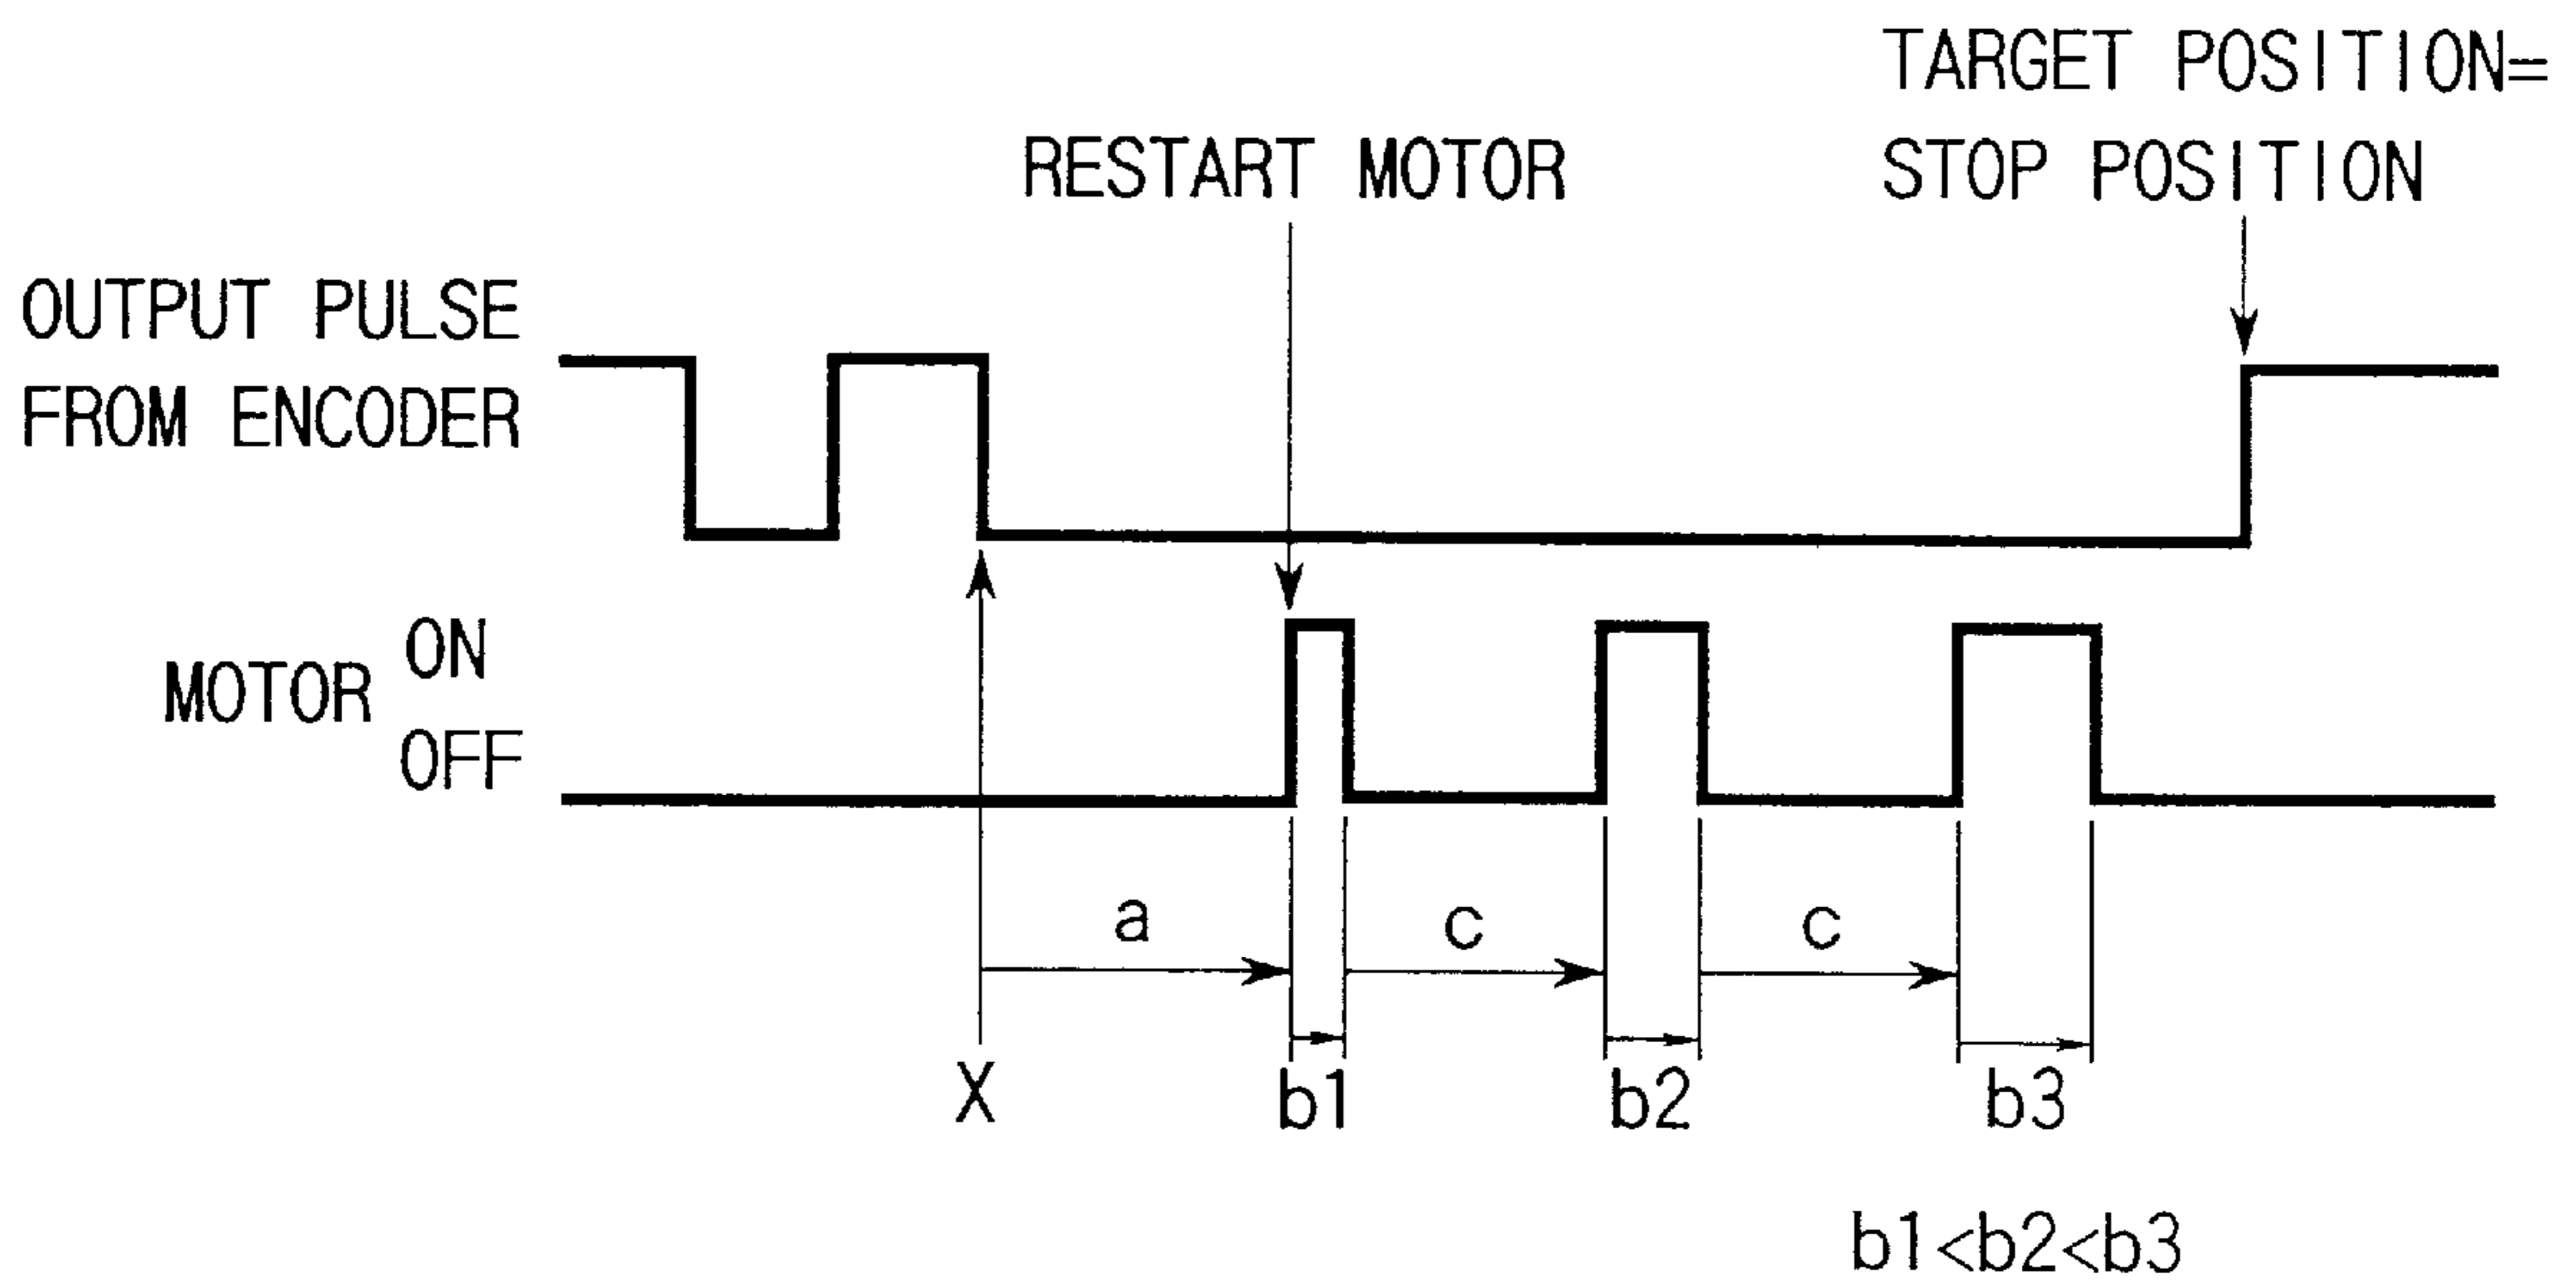 TARGET POSITION=
STOP POSITION
RESTART MOTOR
OUTPUT PULSE
FROM ENCODER
MOTOR ON
OFF
a
c
c
X
b1
b2
b3
b1<b2<b3